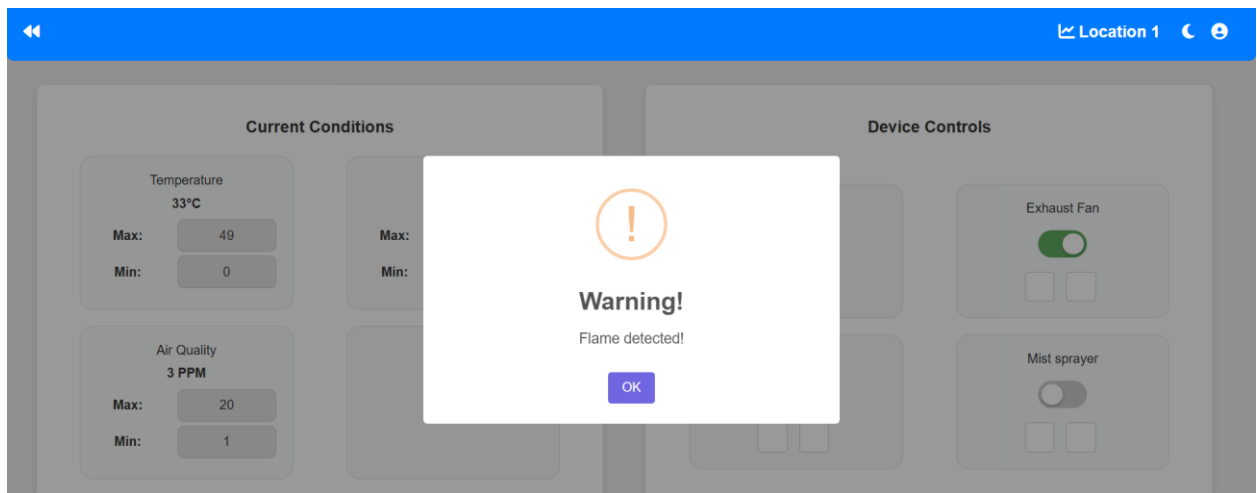 Location 1
Current Conditions
Temperature
33°C
Max: 49
Min: 0
Max:
Min:
Air Quality
3 PPM
Max: 20
Min: 1
Device Controls
Exhaust Fan
Mist sprayer
!
Warning!
Flame detected!
OK